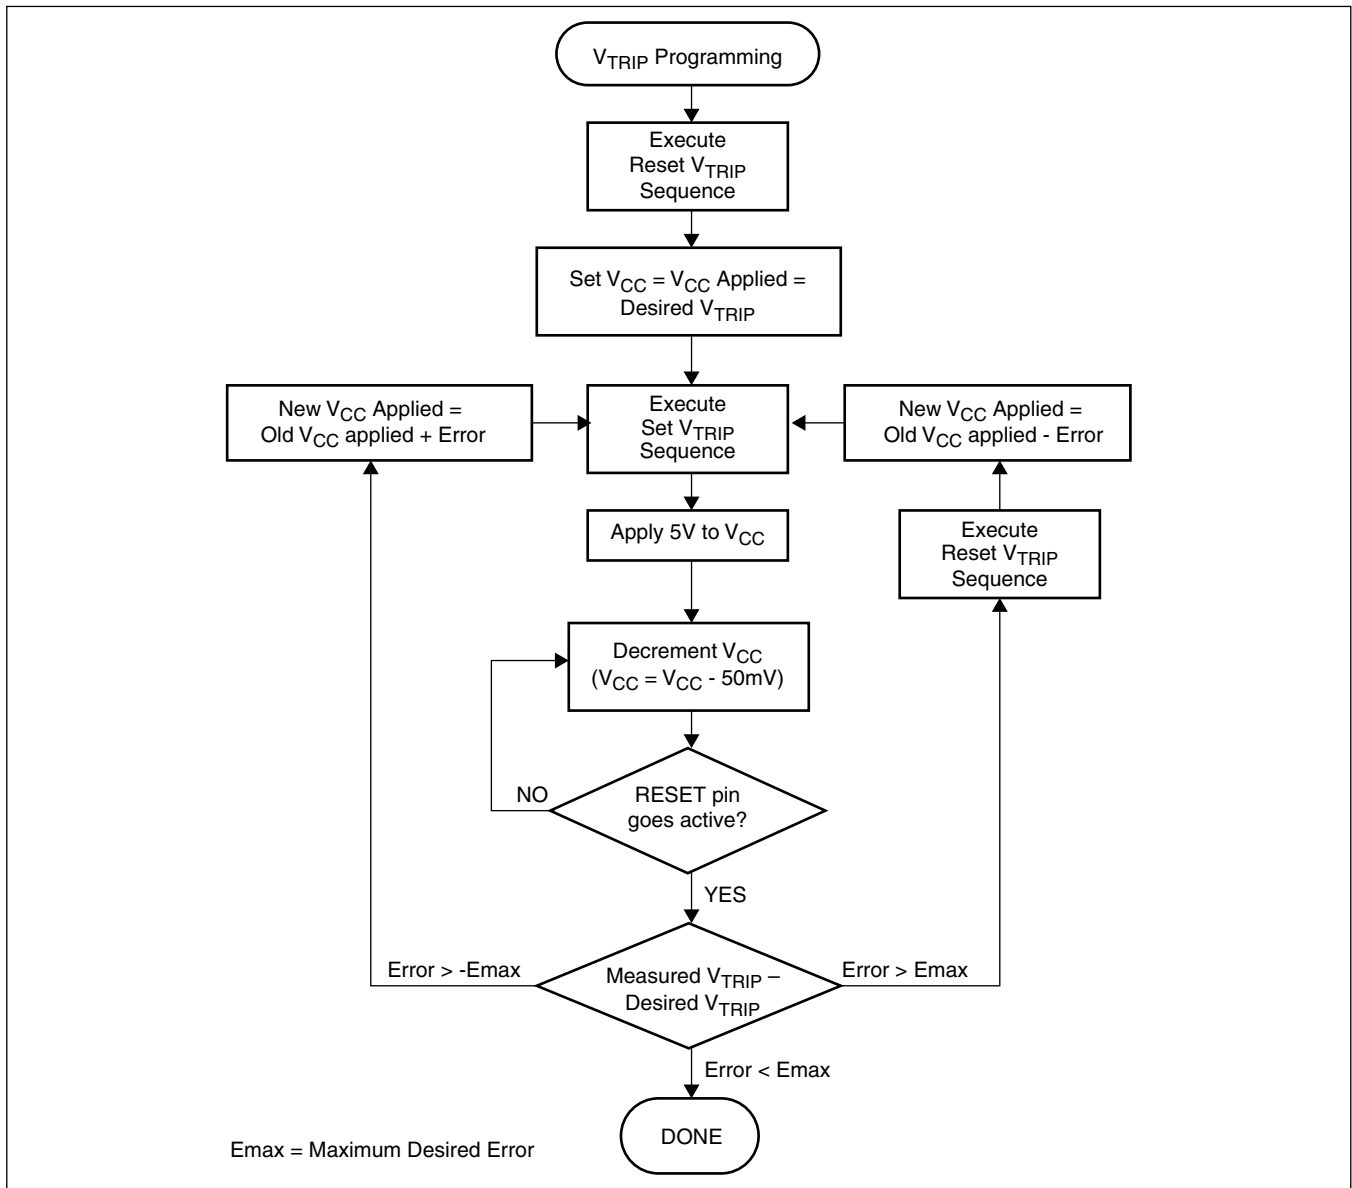 VTRIP Programming
Execute
Reset VTRIP
Sequence
Set VCC = VCC Applied =
Desired VTRIP
New VCC Applied =
Old VCC applied + Error
Execute
Set VTRIP
Sequence
New VCC Applied =
Old VCC applied - Error
Apply 5V to VCC
Execute
Reset VTRIP
Sequence
Decrement VCC
(VCC = VCC - 50mV)
NO
RESET pin
goes active?
YES
Error > -Emax
Measured VTRIP –
Desired VTRIP
Error > Emax
Error < Emax
DONE
Emax = Maximum Desired Error